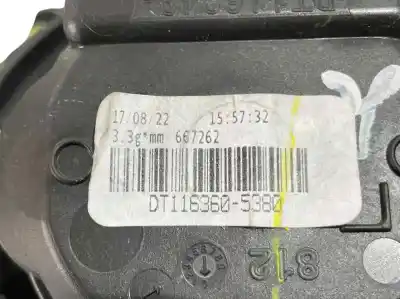 17/08/22 15:57:32
3.3g*mm 667262
DT116360-5380
L
812